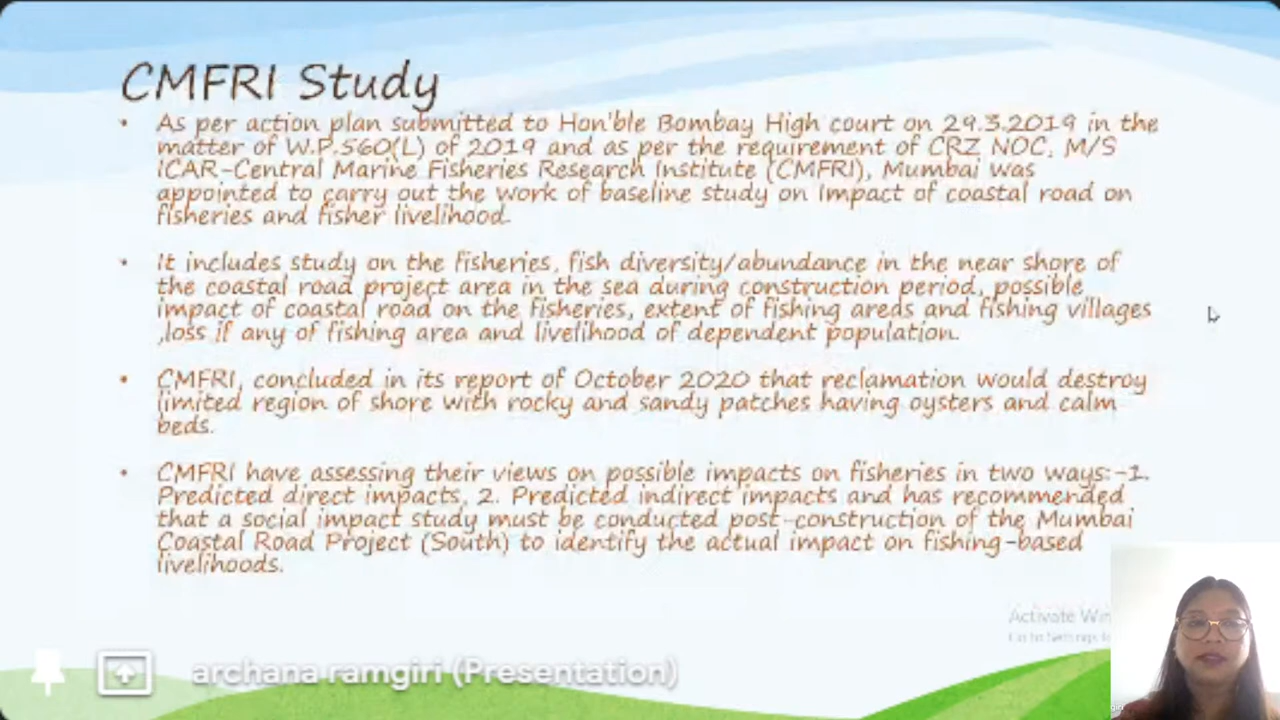 CMFRI Study
• As per action plan submitted to Hon'ble Bombay High court on 29.3.2019 in the
matter of W.P.560(L) of 2019 and as per the requirement of CRZ NOC, M/S
ICAR-Central Marine Fisheries Research Institute (CMFRI), Mumbai was
appointed to carry out the work of baseline study on Impact of coastal road on
fisheries and fisher livelihood.
• It includes study on the fisheries, fish diversity/abundance in the near shore of
the coastal road project area in the sea during construction period, possible
impact of coastal road on the fisheries, extent of fishing areds and fishing villages
,loss if any of fishing area and livelihood of dependent population.
• CMFRI, concluded in its report of October 2020 that reclamation would destroy
limited region of shore with rocky and sandy patches having oysters and calm
beds.
• CMFRI have assessing their views on possible impacts on fisheries in two ways:-1.
Predicted direct impacts, 2. Predicted indirect impacts and has recommended
that a social impact study must be conducted post-construction of the Mumbai
Coastal Road Project (South) to identify the actual impact on fishing-based
livelihoods.
Activate Win
Go to Settings
archana ramgiri (Presentation)